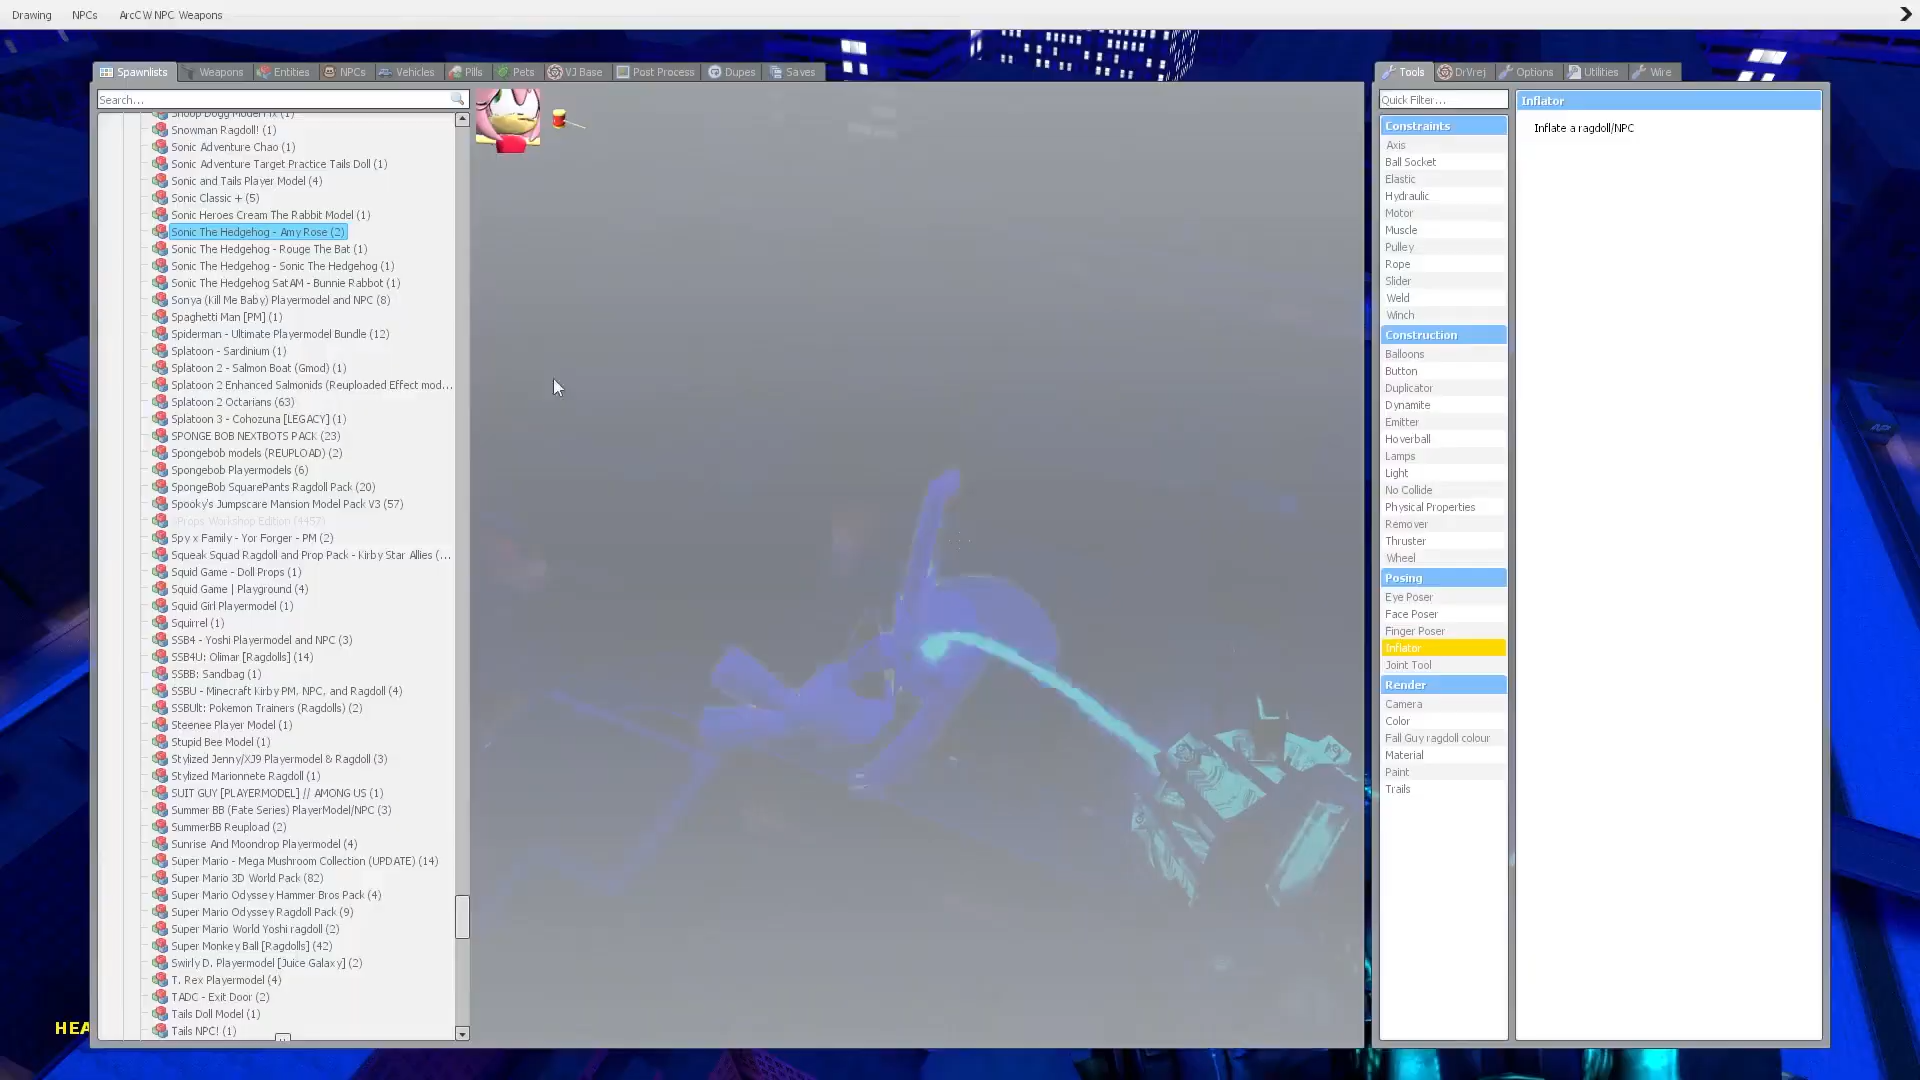 Drawing NPCs ArcCW NPC Weapons
Spawnlists Weapons Entities NPCs Vehicles Pills Pets VJ Base Post Process Dupes Saves
Search...
Snoop Dogg Model Fix (1)
Snowman Ragdoll! (1)
Sonic Adventure Chao (1)
Sonic Adventure Target Practice Tails Doll (1)
Sonic and Tails Player Model (4)
Sonic Classic + (5)
Sonic Heroes Cream The Rabbit Model (1)
Sonic The Hedgehog - Amy Rose (2)
Sonic The Hedgehog - Rouge The Bat (1)
Sonic The Hedgehog - Sonic The Hedgehog (1)
Sonic The Hedgehog SatAM - Bunnie Rabbot (1)
Sonya (Kill Me Baby) Playermodel and NPC (8)
Spaghetti Man [PM] (1)
Spiderman - Ultimate Playermodel Bundle (12)
Splatoon - Sardinium (1)
Splatoon 2 - Salmon Boat (Gmod) (1)
Splatoon 2 Enhanced Salmonids (Reuploaded Effect mod...
Splatoon 2 Octarians (63)
Splatoon 3 - Cohozuna [LEGACY] (1)
SPONGE BOB NEXTBOTS PACK (23)
Spongebob models (REUPLOAD) (2)
Spongebob Playermodels (6)
SpongeBob SquarePants Ragdoll Pack (20)
Spooky's Jumpscare Mansion Model Pack V3 (57)
Props Workshop Edition (4457)
Spy x Family - Yor Forger - PM (2)
Squeak Squad Ragdoll and Prop Pack - Kirby Star Allies (...
Squid Game - Doll Props (1)
Squid Game | Playground (4)
Squid Girl Playermodel (1)
Squirrel (1)
SSB4 - Yoshi Playermodel and NPC (3)
SSB4U: Olimar [Ragdolls] (14)
SSBB: Sandbag (1)
SSBU - Minecraft Kirby PM, NPC, and Ragdoll (4)
SSBUlt: Pokemon Trainers (Ragdolls) (2)
Steenee Player Model (1)
Stupid Bee Model (1)
Stylized Jenny/XJ9 Playermodel & Ragdoll (3)
Stylized Marionnete Ragdoll (1)
SUIT GUY [PLAYERMODEL] // AMONG US (1)
Summer BB (Fate Series) PlayerModel/NPC (3)
SummerBB Reupload (2)
Sunrise And Moondrop Playermodel (4)
Super Mario - Mega Mushroom Collection (UPDATE) (14)
Super Mario 3D World Pack (82)
Super Mario Odyssey Hammer Bros Pack (4)
Super Mario Odyssey Ragdoll Pack (9)
Super Mario World Yoshi ragdoll (2)
Super Monkey Ball [Ragdolls] (42)
Swirly D. Playermodel [Juice Galaxy] (2)
T. Rex Playermodel (4)
TADC - Exit Door (2)
Tails Doll Model (1)
Tails NPC! (1)
HEA
Tools DrVrej Options Utilities Wire
Quick Filter...
Constraints
Axis
Ball Socket
Elastic
Hydraulic
Motor
Muscle
Pulley
Rope
Slider
Weld
Winch
Construction
Balloons
Button
Duplicator
Dynamite
Emitter
Hoverball
Lamps
Light
No Collide
Physical Properties
Remover
Thruster
Wheel
Posing
Eye Poser
Face Poser
Finger Poser
Inflator
Joint Tool
Render
Camera
Color
Fall Guy ragdoll colour
Material
Paint
Trails
Inflator
Inflate a ragdoll/NPC